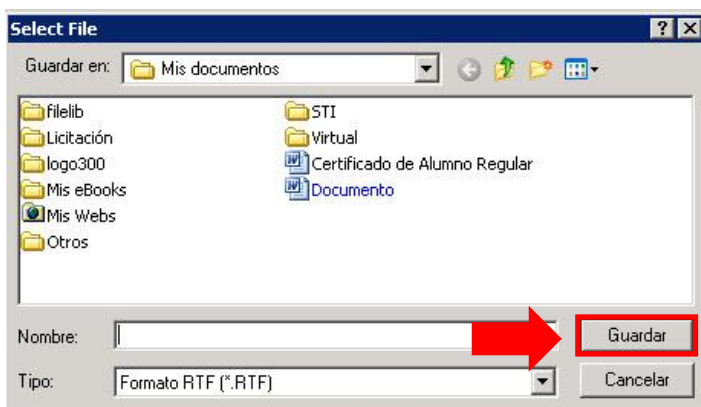 Select File
Guardar en: Mis documentos
filelib
Licitación
logo300
Mis eBooks
Mis Webs
Otros
STI
Virtual
Certificado de Alumno Regular
Documento
Nombre:
Guardar
Tipo: Formato RTF (*.RTF)
Cancelar